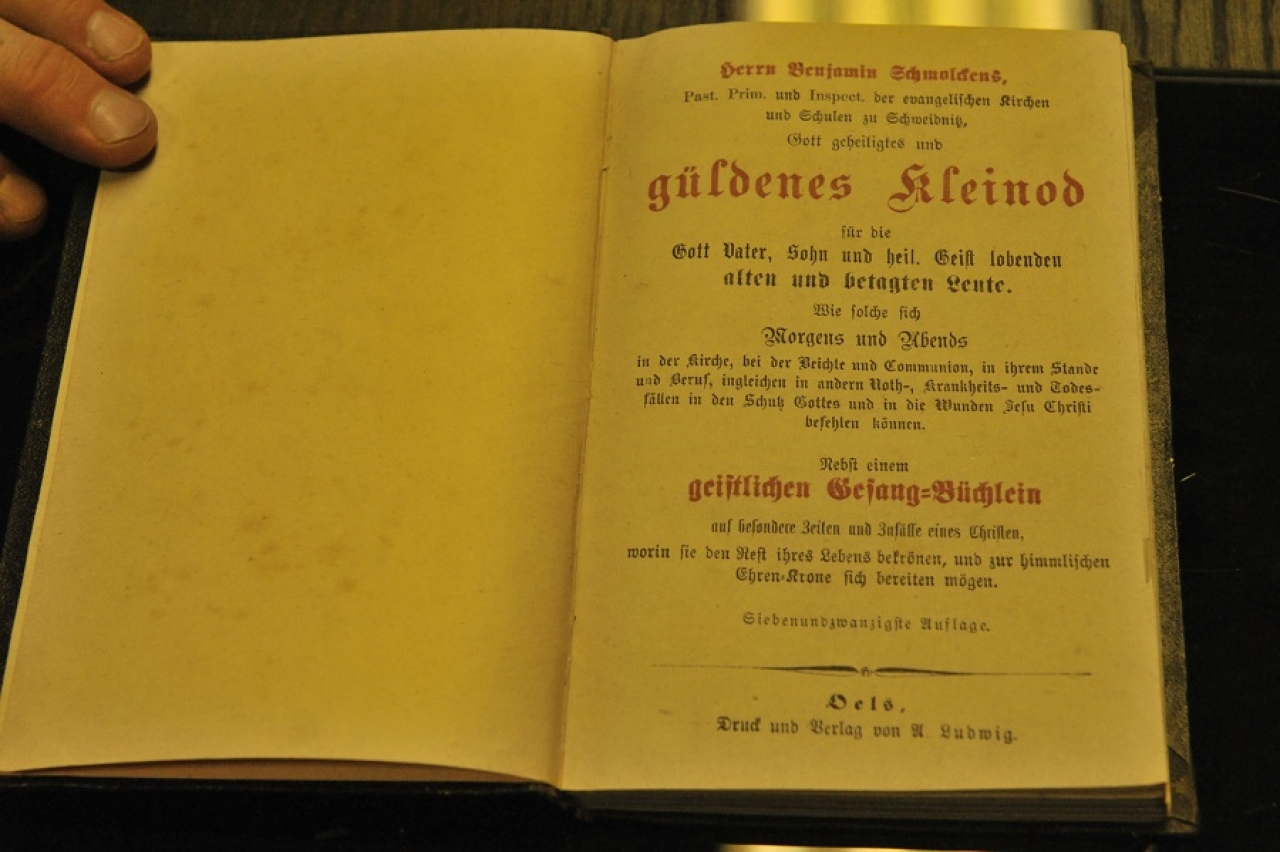 Herrn Benjamin Schmolckens,
Past. Prim. und Inspect. der evangelischen Kirchen
und Schulen zu Schweidnitz,
Gott geheiligtes und
güldenes Kleinod
für die
Gott Vater, Sohn und heil. Geist lobenden
alten und betagten Leute.
Wie solche sich
Morgens und Abends
in der Kirche, bei der Beichte und Communion, in ihrem Stande
und Beruf, ingleichen in andern Noth-, Krankheits- und Todes-
fällen in den Schutz Gottes und in die Wunden Jesu Christi
befehlen können.
Nebst einem
geistlichen Gesang-Büchlein
auf besondere Zeiten und Zufälle eines Christen,
worin sie den Rest ihres Lebens bekrönen, und zur himmlischen
Ehren-Krone sich bereiten mögen.
Siebenundzwanzigste Auflage.
Oels,
Druck und Verlag von A. Ludwig.